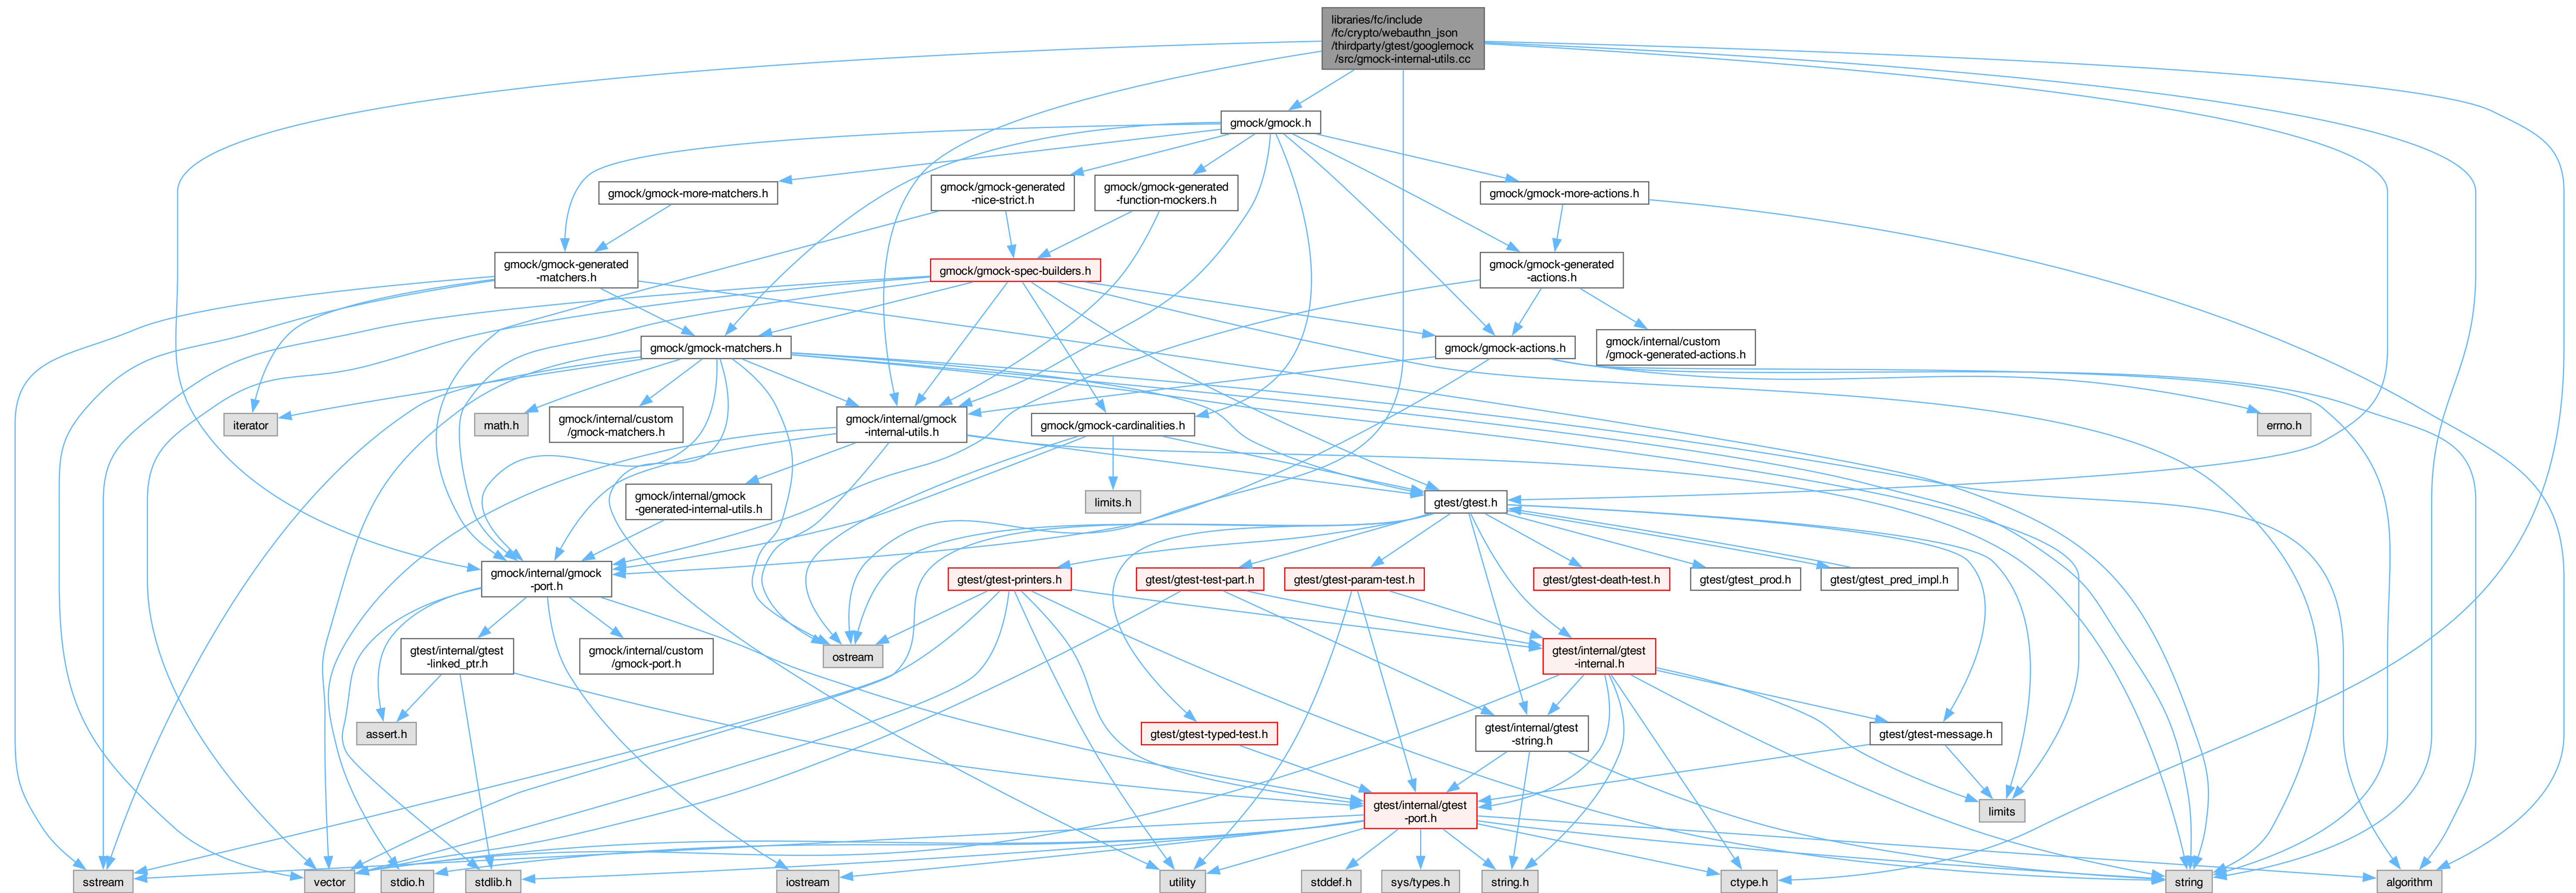 libraries/fc/include
/fc/crypto/webauthn_json
/thirdparty/gtest/googlemock
/src/gmock-internal-utils.cc
gmock/gmock.h
gmock/gmock-more-matchers.h
gmock/gmock-generated
-nice-strict.h
gmock/gmock-generated
-function-mockers.h
gmock/gmock-more-actions.h
gmock/gmock-generated
-matchers.h
gmock/gmock-spec-builders.h
gmock/gmock-generated
-actions.h
gmock/gmock-matchers.h
gmock/gmock-actions.h
gmock/internal/custom
/gmock-generated-actions.h
iterator
math.h
gmock/internal/custom
/gmock-matchers.h
gmock/internal/gmock
-internal-utils.h
gmock/gmock-cardinalities.h
errno.h
gmock/internal/gmock
-generated-internal-utils.h
limits.h
gtest/gtest.h
gmock/internal/gmock
-port.h
gtest/gtest-printers.h
gtest/gtest-test-part.h
gtest/gtest-param-test.h
gtest/gtest-death-test.h
gtest/gtest_prod.h
gtest/gtest_pred_impl.h
gtest/internal/gtest
-linked_ptr.h
gmock/internal/custom
/gmock-port.h
ostream
gtest/internal/gtest
-internal.h
assert.h
gtest/gtest-typed-test.h
gtest/internal/gtest
-string.h
gtest/gtest-message.h
gtest/internal/gtest
-port.h
limits
sstream
vector
stdio.h
stdlib.h
iostream
utility
stddef.h
sys/types.h
string.h
ctype.h
string
algorithm